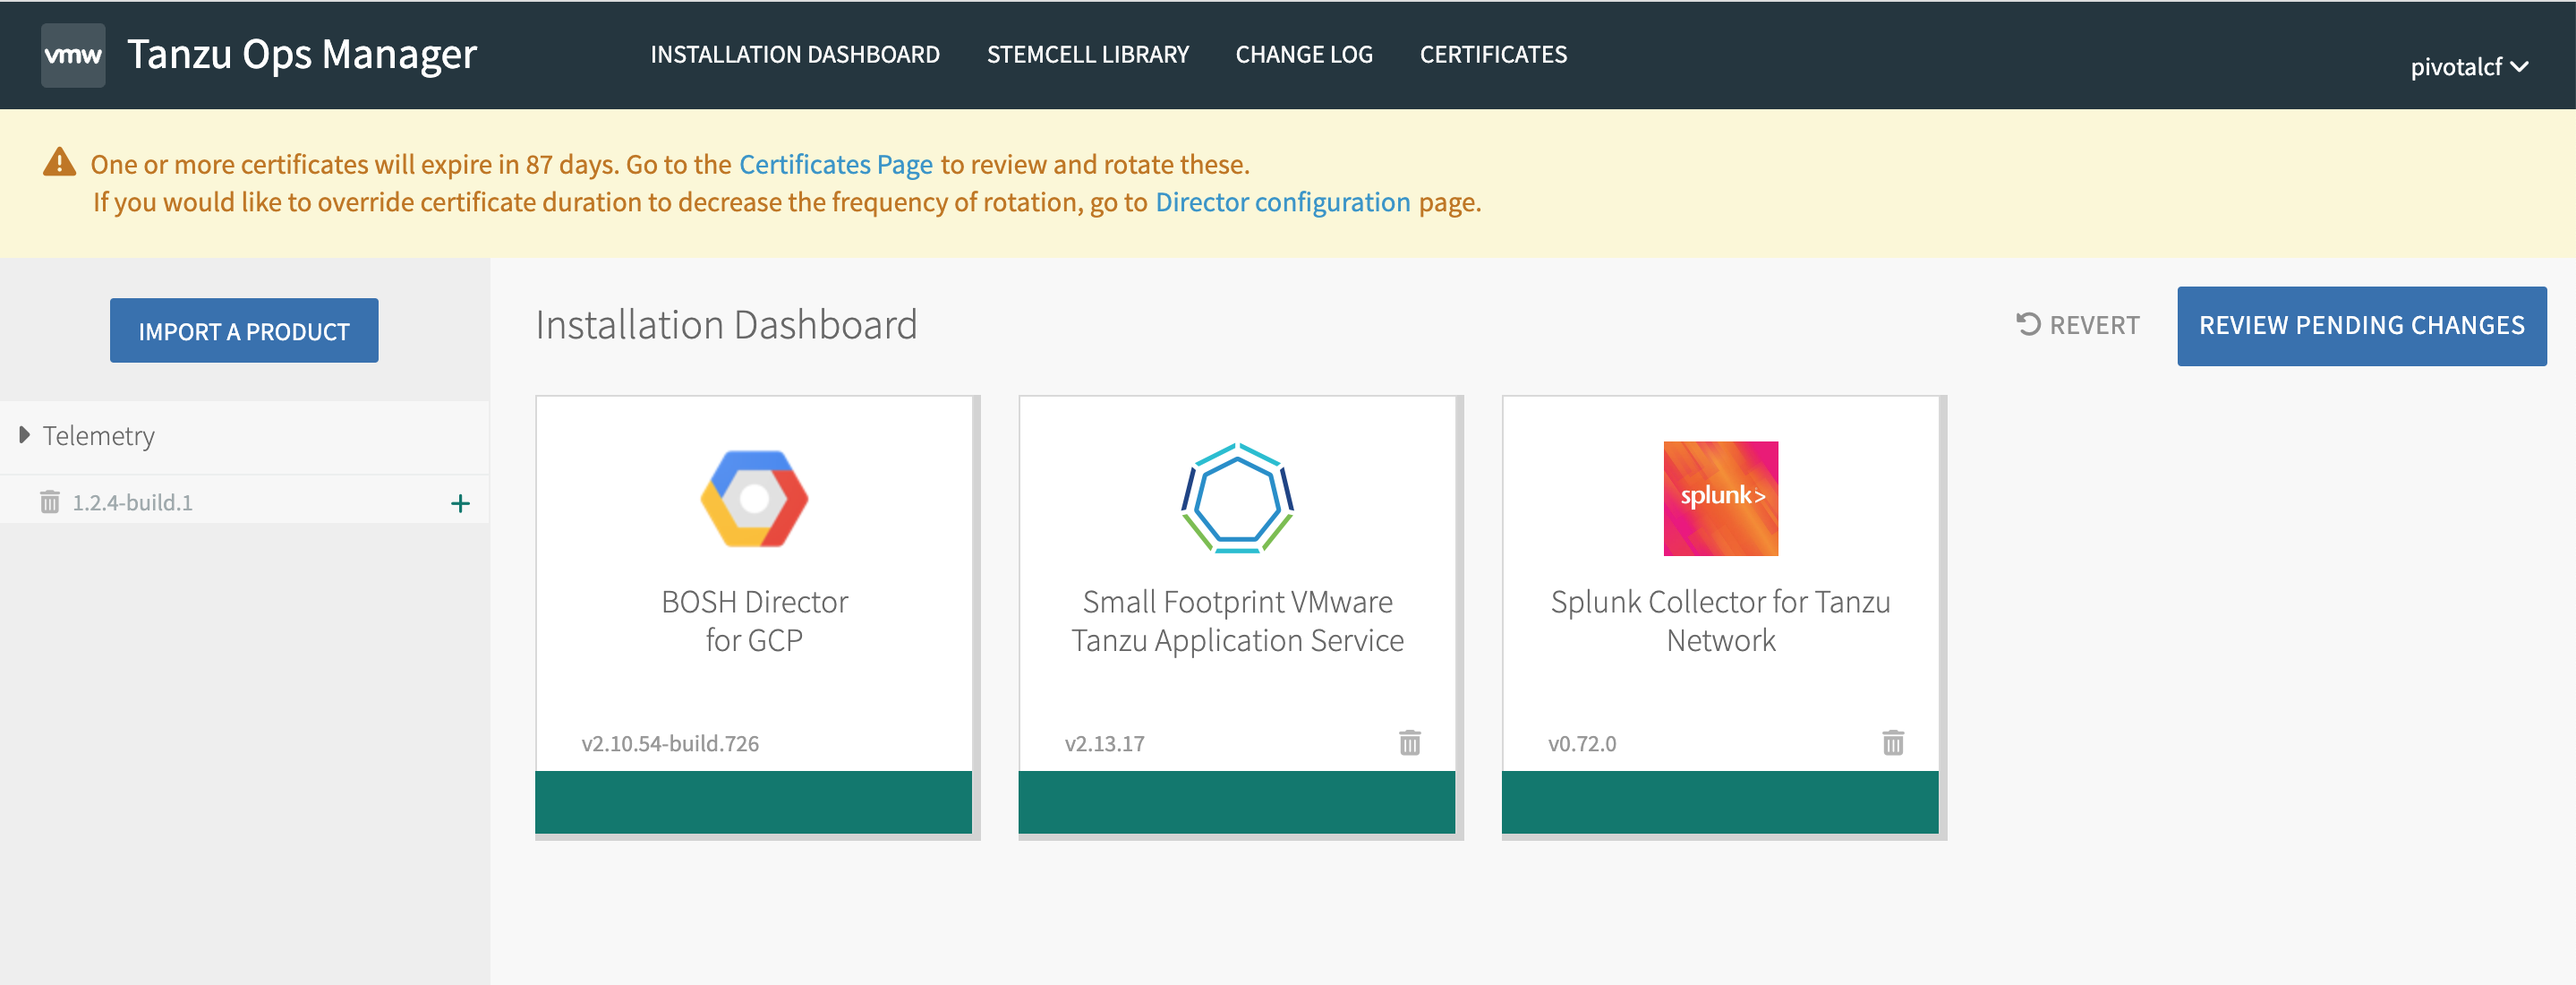 vmw Tanzu Ops Manager
INSTALLATION DASHBOARD
STEMCELL LIBRARY
CHANGE LOG
CERTIFICATES
pivotalcf
One or more certificates will expire in 87 days. Go to the Certificates Page to review and rotate these.
If you would like to override certificate duration to decrease the frequency of rotation, go to Director configuration page.
IMPORT A PRODUCT
Telemetry
1.2.4-build.1
+
Installation Dashboard
REVERT
REVIEW PENDING CHANGES
BOSH Director
for GCP
v2.10.54-build.726
Small Footprint VMware
Tanzu Application Service
v2.13.17
splunk>
Splunk Collector for Tanzu
Network
v0.72.0